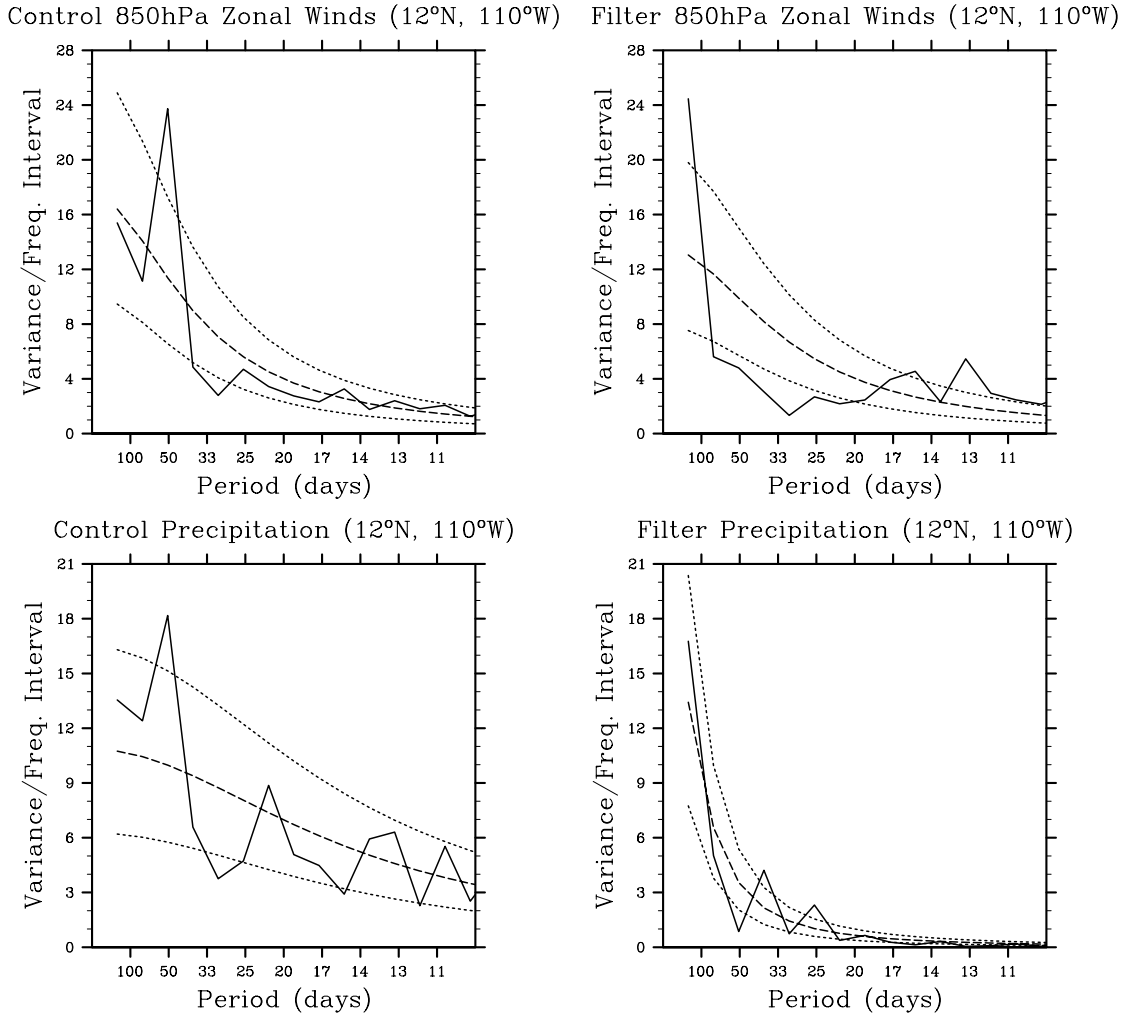 Control 850hPa Zonal Winds (12°N, 110°W)
Variance/Freq. Interval
28
24
20
16
12
8
4
0
100 50 33 25 20 17 14 13 11
Period (days)
Filter 850hPa Zonal Winds (12°N, 110°W)
Variance/Freq. Interval
28
24
20
16
12
8
4
0
100 50 33 25 20 17 14 13 11
Period (days)
Control Precipitation (12°N, 110°W)
Variance/Freq. Interval
21
18
15
12
9
6
3
0
100 50 33 25 20 17 14 13 11
Period (days)
Filter Precipitation (12°N, 110°W)
Variance/Freq. Interval
21
18
15
12
9
6
3
0
100 50 33 25 20 17 14 13 11
Period (days)